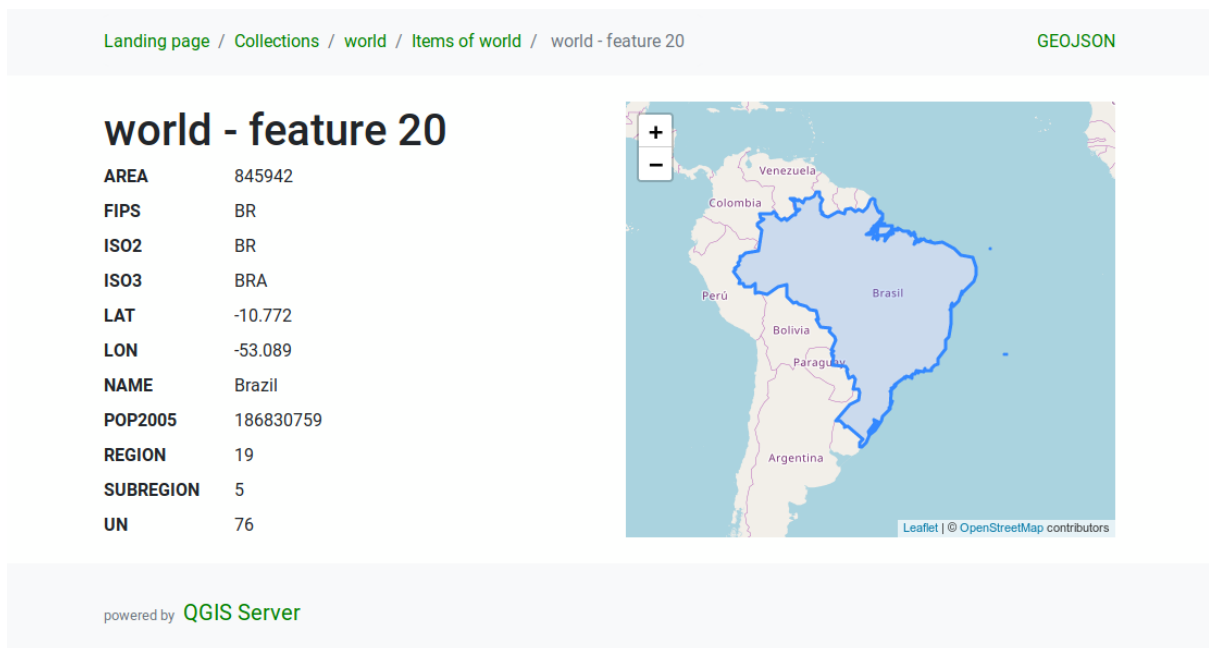 Landing page / Collections / world / Items of world / world - feature 20 GEOJSON
world - feature 20
AREA 845942
FIPS BR
ISO2 BR
ISO3 BRA
LAT -10.772
LON -53.089
NAME Brazil
POP2005 186830759
REGION 19
SUBREGION 5
UN 76
+
−
Venezuela
Colombia
Brasil
Perú
Bolivia
Paraguay
Argentina
Leaflet | © OpenStreetMap contributors
powered by QGIS Server